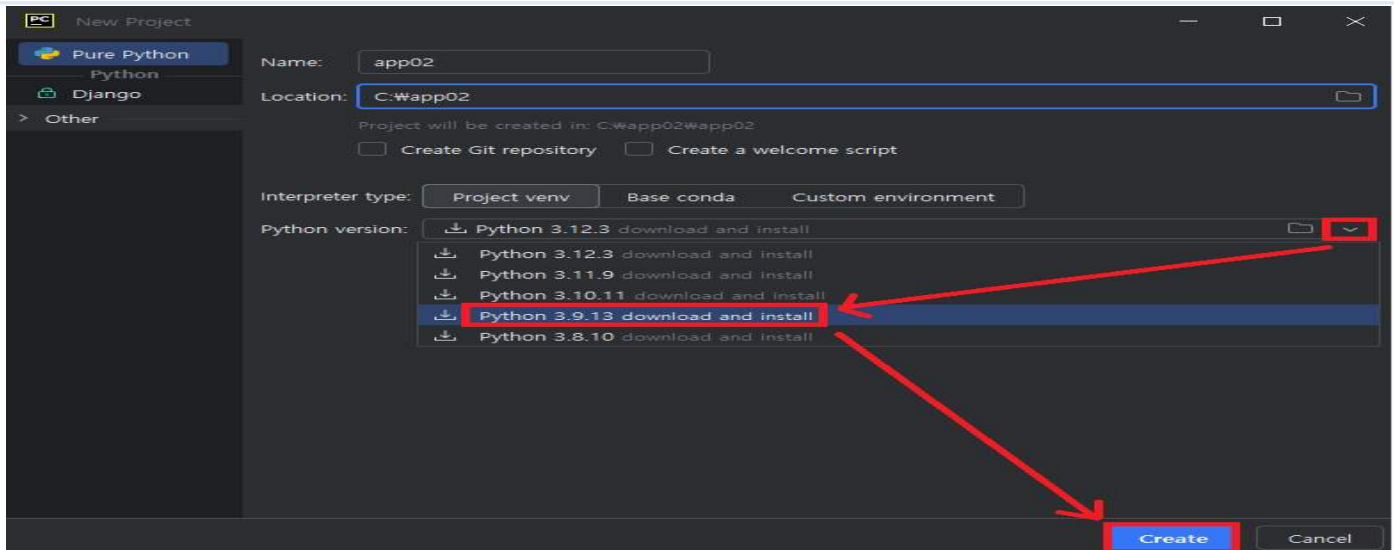 PC New Project
Pure Python
Python
Django
Other
Name: app02
Location: C:₩app02
Project will be created in: C:₩app02₩app02
Create Git repository Create a welcome script
Interpreter type: Project venv Base conda Custom environment
Python version: Python 3.12.3 download and install
Python 3.12.3 download and install
Python 3.11.9 download and install
Python 3.10.11 download and install
Python 3.9.13 download and install
Python 3.8.10 download and install
Create Cancel